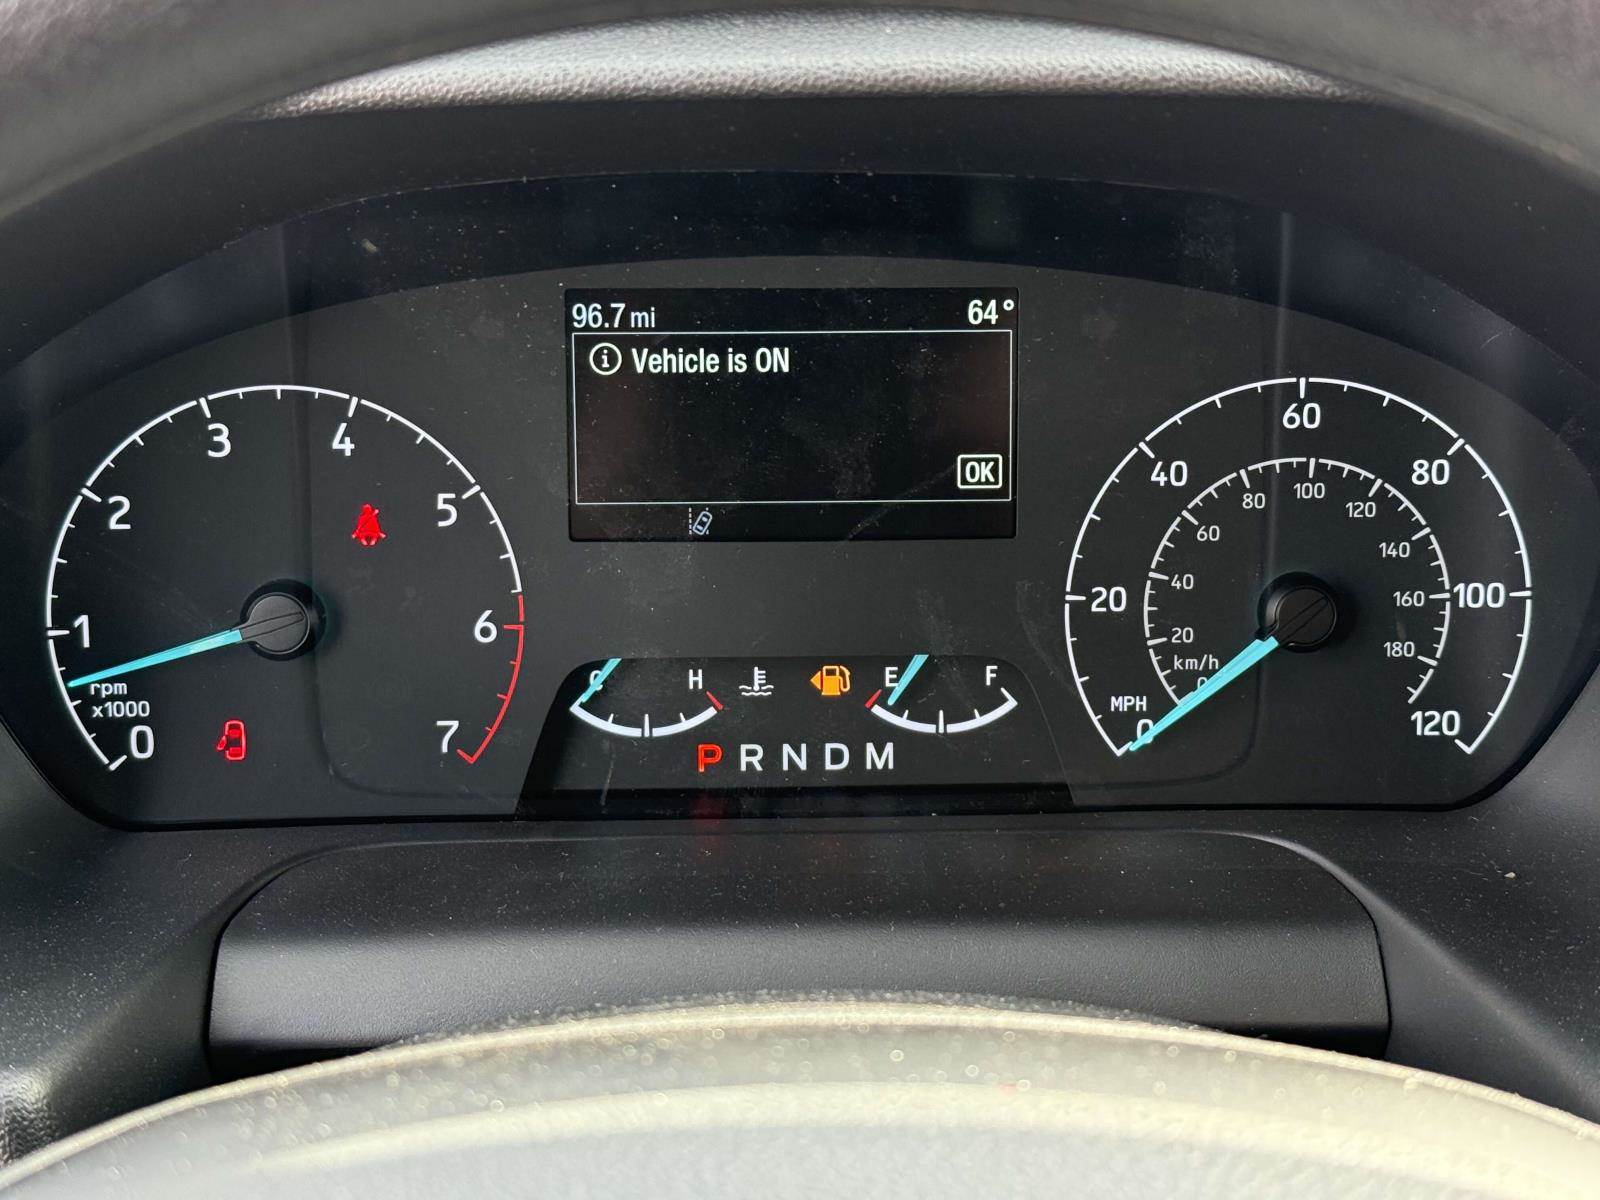 96.7 mi 64°
i Vehicle is ON
OK
0 1 2 3 4 5 6 7
rpm
x1000
C H
E F
P R N D M
0 20 40 60 80 100 120
MPH
0 20 40 60 80 100 120 140 160 180
km/h